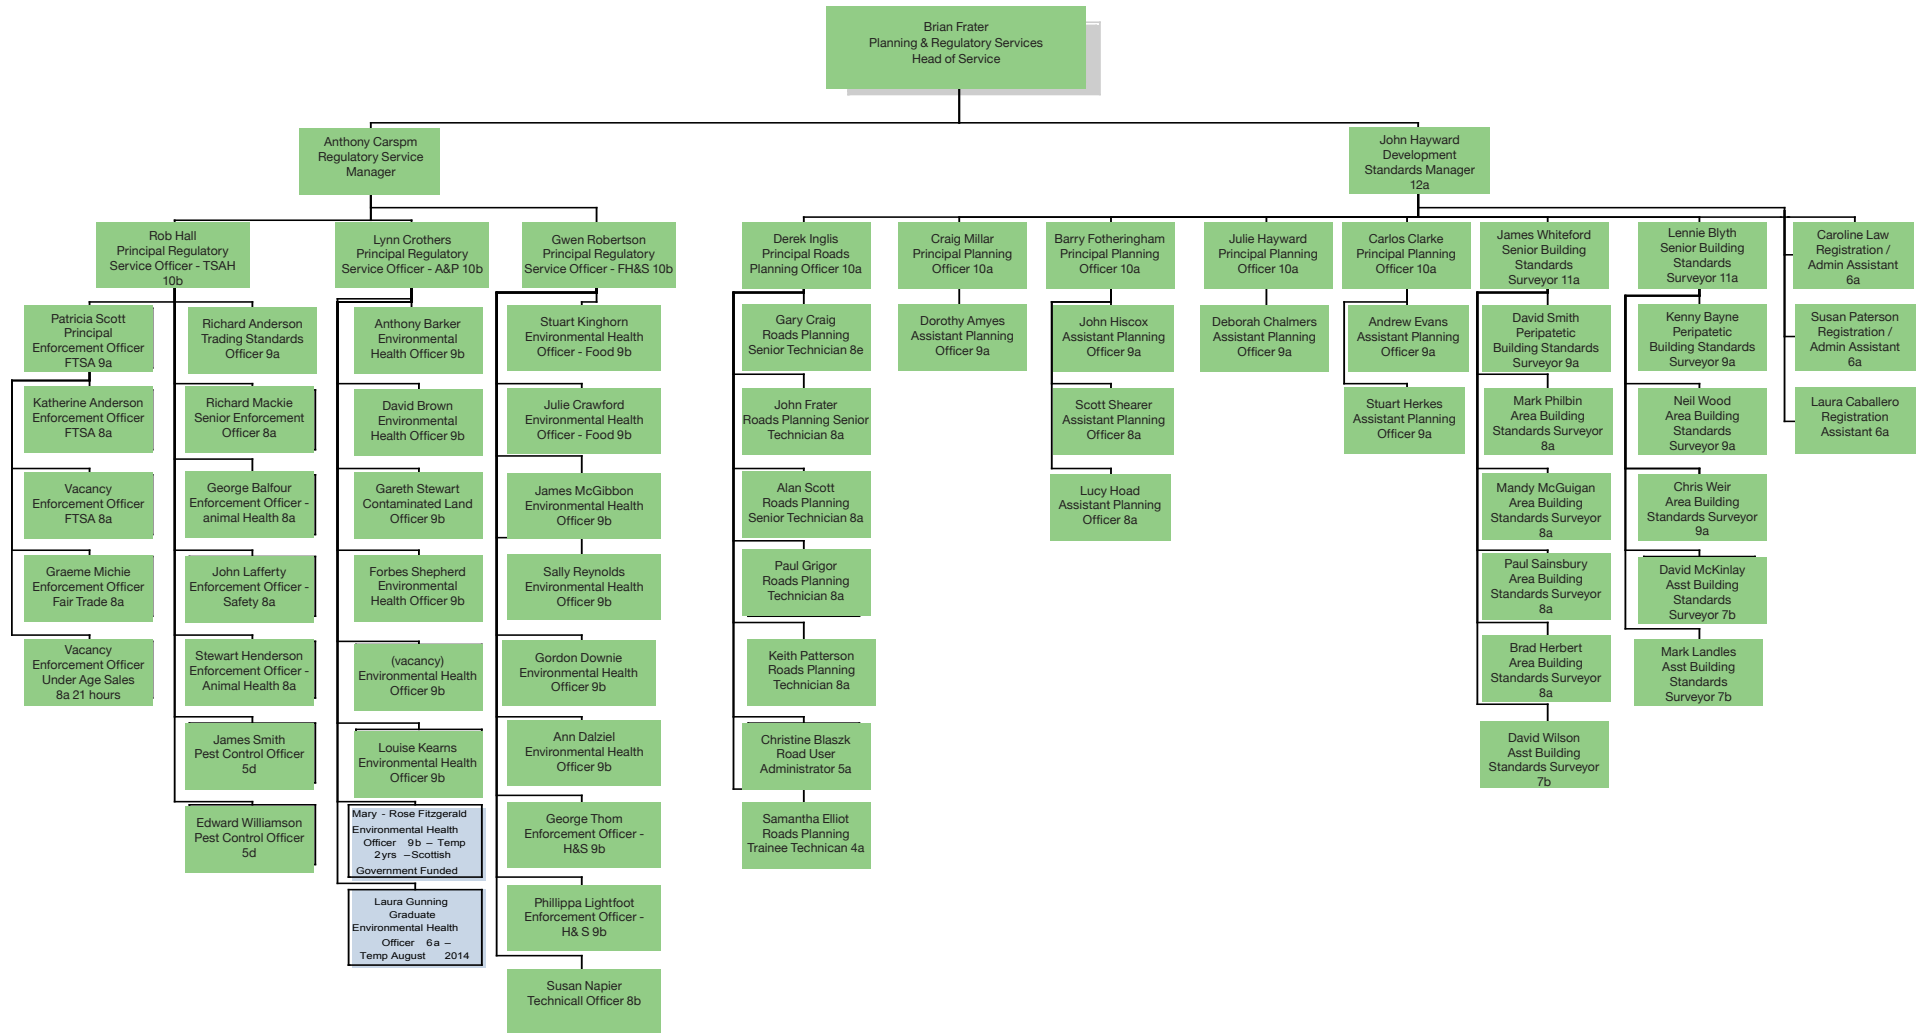 Brian Frater
Planning & Regulatory Services
Head of Service
Anthony Carspm
Regulatory Service
Manager
John Hayward
Development
Standards Manager
12a
Rob Hall
Principal Regulatory
Service Officer - TSAH
10b
Lynn Crothers
Principal Regulatory
Service Officer - A&P 10b
Gwen Robertson
Principal Regulatory
Service Officer - FH&S 10b
Derek Inglis
Principal Roads
Planning Officer 10a
Craig Millar
Principal Planning
Officer 10a
Barry Fotheringham
Principal Planning
Officer 10a
Julie Hayward
Principal Planning
Officer 10a
Carlos Clarke
Principal Planning
Officer 10a
James Whiteford
Senior Building
Standards
Surveyor 11a
Lennie Blyth
Senior Building
Standards
Surveyor 11a
Caroline Law
Registration /
Admin Assistant
6a
Patricia Scott
Principal
Enforcement Officer
FTSA 9a
Richard Anderson
Trading Standards
Officer 9a
Anthony Barker
Environmental
Health Officer 9b
Stuart Kinghorn
Environmental Health
Officer - Food 9b
Gary Craig
Roads Planning
Senior Technician 8e
Dorothy Amyes
Assistant Planning
Officer 9a
John Hiscox
Assistant Planning
Officer 9a
Deborah Chalmers
Assistant Planning
Officer 9a
Andrew Evans
Assistant Planning
Officer 9a
David Smith
Peripatetic
Building Standards
Surveyor 9a
Kenny Bayne
Peripatetic
Building Standards
Surveyor 9a
Susan Paterson
Registration /
Admin Assistant
6a
Katherine Anderson
Enforcement Officer
FTSA 8a
Richard Mackie
Senior Enforcement
Officer 8a
David Brown
Environmental
Health Officer 9b
Julie Crawford
Environmental Health
Officer - Food 9b
John Frater
Roads Planning Senior
Technician 8a
Scott Shearer
Assistant Planning
Officer 8a
Stuart Herkes
Assistant Planning
Officer 9a
Mark Philbin
Area Building
Standards Surveyor
8a
Neil Wood
Area Building
Standards
Surveyor 9a
Laura Caballero
Registration
Assistant 6a
Vacancy
Enforcement Officer
FTSA 8a
George Balfour
Enforcement Officer -
animal Health 8a
Gareth Stewart
Contaminated Land
Officer 9b
James McGibbon
Environmental Health
Officer 9b
Alan Scott
Roads Planning
Senior Technician 8a
Lucy Hoad
Assistant Planning
Officer 8a
Mandy McGuigan
Area Building
Standards Surveyor
8a
Chris Weir
Area Building
Standards Surveyor
9a
Graeme Michie
Enforcement Officer
Fair Trade 8a
John Lafferty
Enforcement Officer -
Safety 8a
Forbes Shepherd
Environmental
Health Officer 9b
Sally Reynolds
Environmental Health
Officer 9b
Paul Grigor
Roads Planning
Technician 8a
Paul Sainsbury
Area Building
Standards Surveyor
8a
David McKinlay
Asst Building
Standards
Surveyor 7b
Vacancy
Enforcement Officer
Under Age Sales
8a 21 hours
Stewart Henderson
Enforcement Officer -
Animal Health 8a
(vacancy)
Environmental Health
Officer 9b
Gordon Downie
Environmental Health
Officer 9b
Keith Patterson
Roads Planning
Technician 8a
Brad Herbert
Area Building
Standards Surveyor
8a
Mark Landles
Asst Building
Standards
Surveyor 7b
James Smith
Pest Control Officer
5d
Louise Kearns
Environmental Health
Officer 9b
Ann Dalziel
Environmental Health
Officer 9b
Christine Blaszk
Road User
Administrator 5a
David Wilson
Asst Building
Standards Surveyor
7b
Edward Williamson
Pest Control Officer
5d
Mary - Rose Fitzgerald
Environmental Health
Officer 9b – Temp
2yrs –Scottish
Government Funded
George Thom
Enforcement Officer -
H&S 9b
Samantha Elliot
Roads Planning
Trainee Technican 4a
Laura Gunning
Graduate
Environmental Health
Officer 6a –
Temp August 2014
Phillippa Lightfoot
Enforcement Officer -
H& S 9b
Susan Napier
Technicall Officer 8b